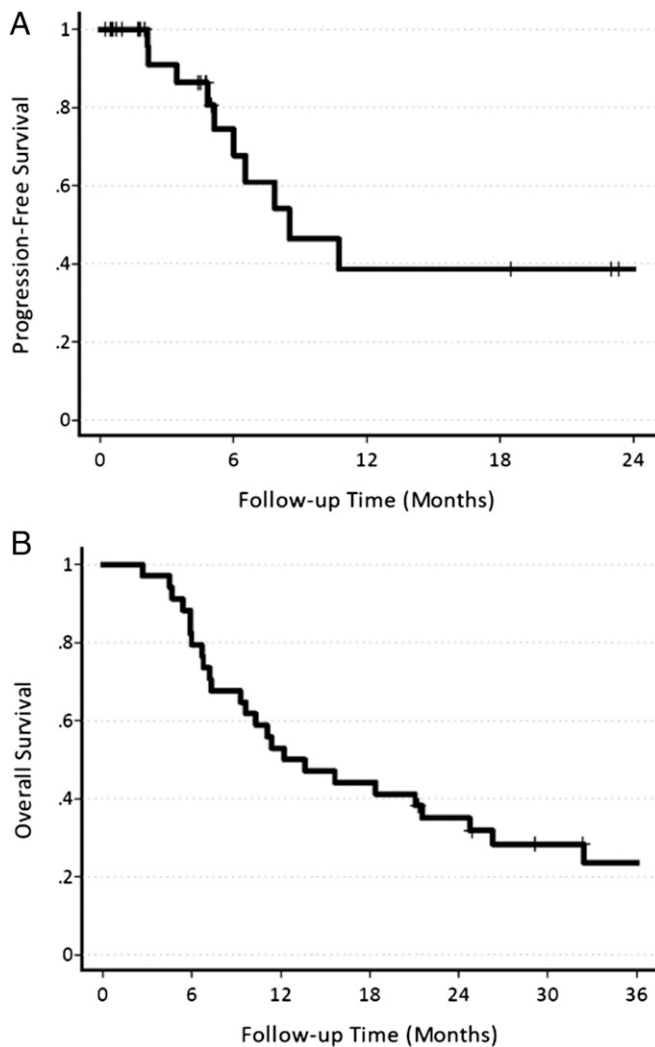 A
Progression-Free Survival
1
.8
.6
.4
.2
0
0 6 12 18 24
Follow-up Time (Months)
B
Overall Survival
1
.8
.6
.4
.2
0
0 6 12 18 24 30 36
Follow-up Time (Months)